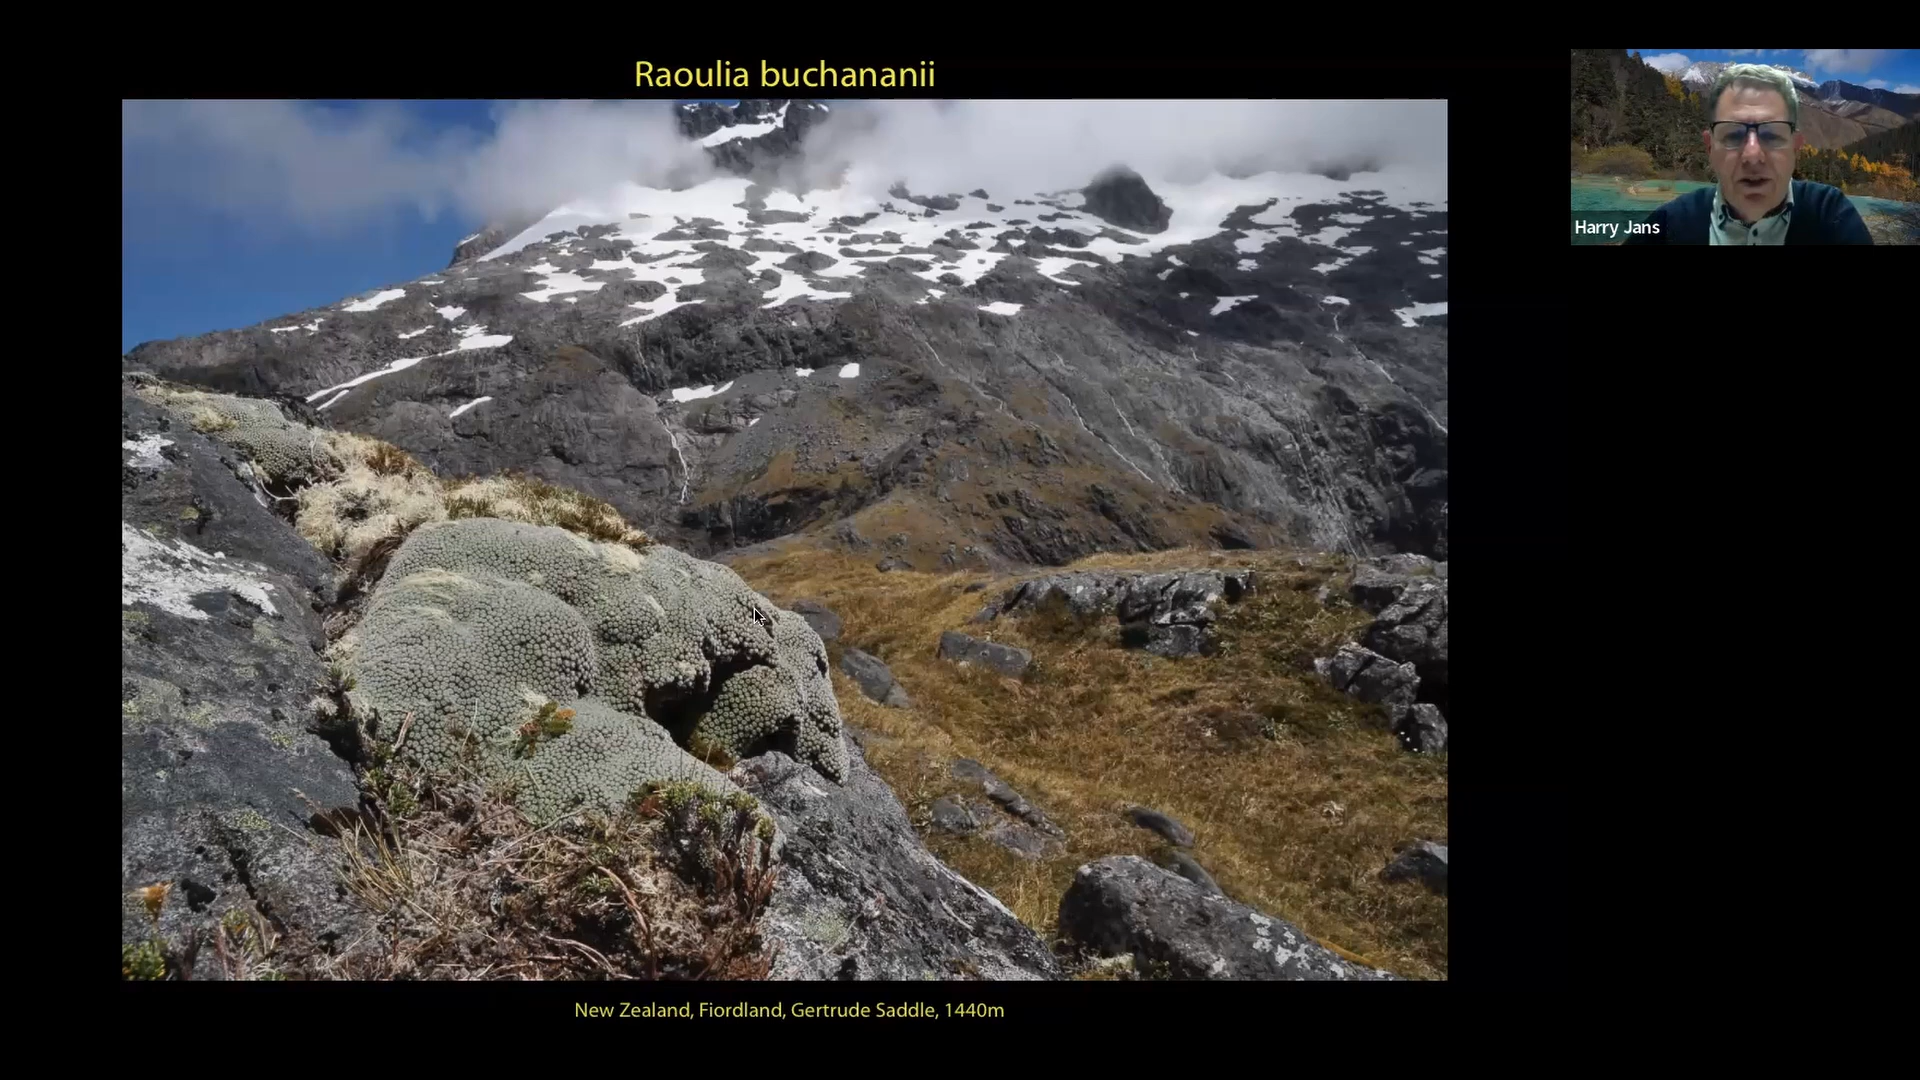 Raoulia buchananii
Harry Jans
New Zealand, Fiordland, Gertrude Saddle, 1440m